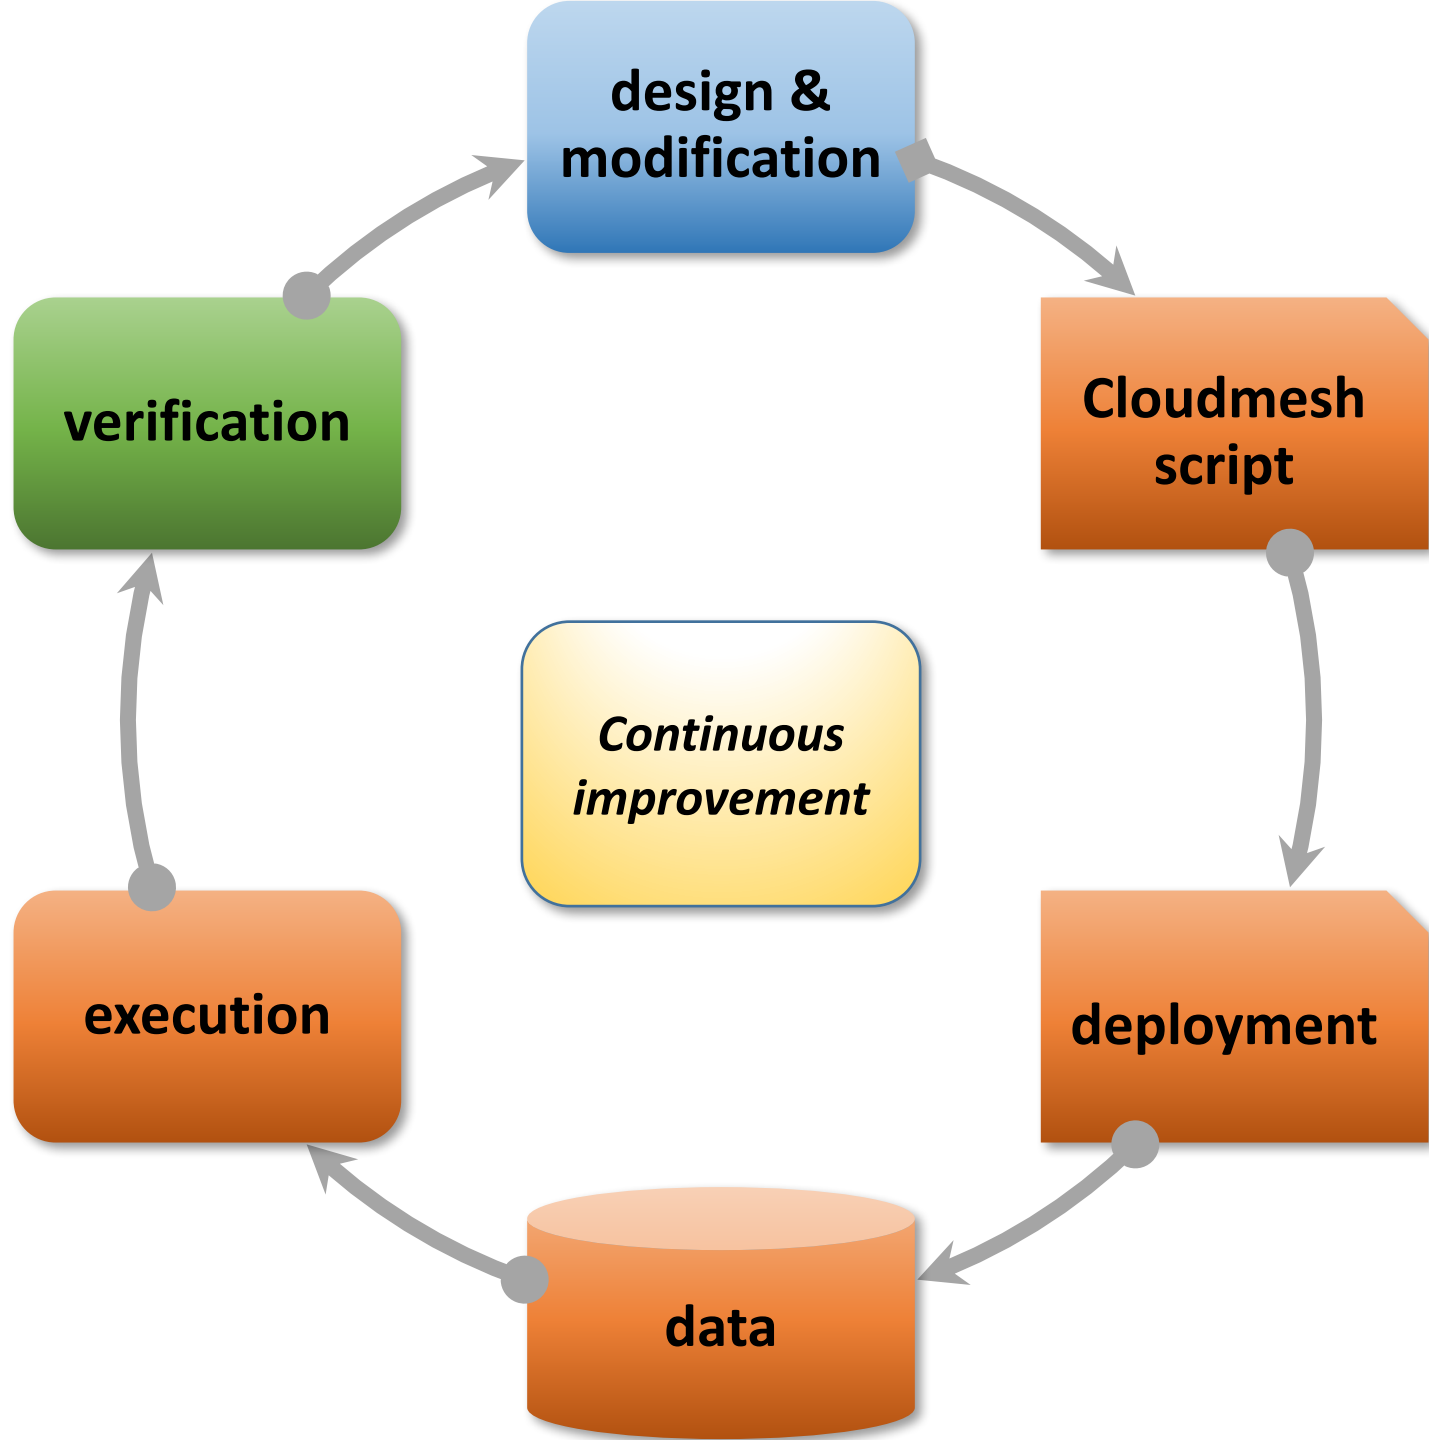 design &
modification
Cloudmesh
script
deployment
data
execution
verification
Continuous
improvement